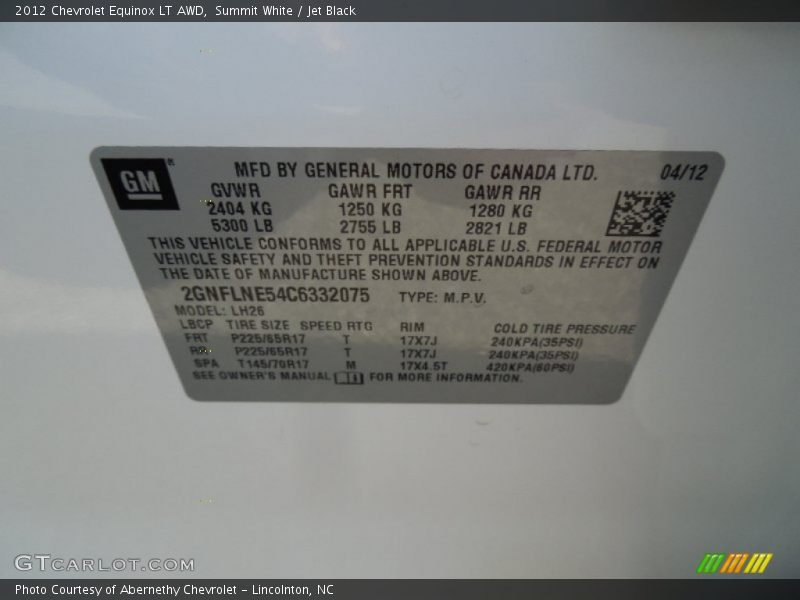 2012 Chevrolet Equinox LT AWD, Summit White / Jet Black
GM® MFD BY GENERAL MOTORS OF CANADA LTD. 04/12
GVWR GAWR FRT GAWR RR
2404 KG 1250 KG 1280 KG
5300 LB 2755 LB 2821 LB
THIS VEHICLE CONFORMS TO ALL APPLICABLE U.S. FEDERAL MOTOR
VEHICLE SAFETY AND THEFT PREVENTION STANDARDS IN EFFECT ON
THE DATE OF MANUFACTURE SHOWN ABOVE.
2GNFLNE54C6332075 TYPE: M.P.V.
MODEL: LH26
LBCP TIRE SIZE SPEED RTG RIM COLD TIRE PRESSURE
FRT P225/65R17 T 17X7J 240KPA(35PSI)
P225/65R17 T 17X7J 240KPA(35PSI)
SPA T145/70R17 M 17X4.5T 420KPA(60PSI)
SEE OWNER'S MANUAL FOR MORE INFORMATION.
GTCARLOT.COM
Photo Courtesy of Abernethy Chevrolet – Lincolnton, NC